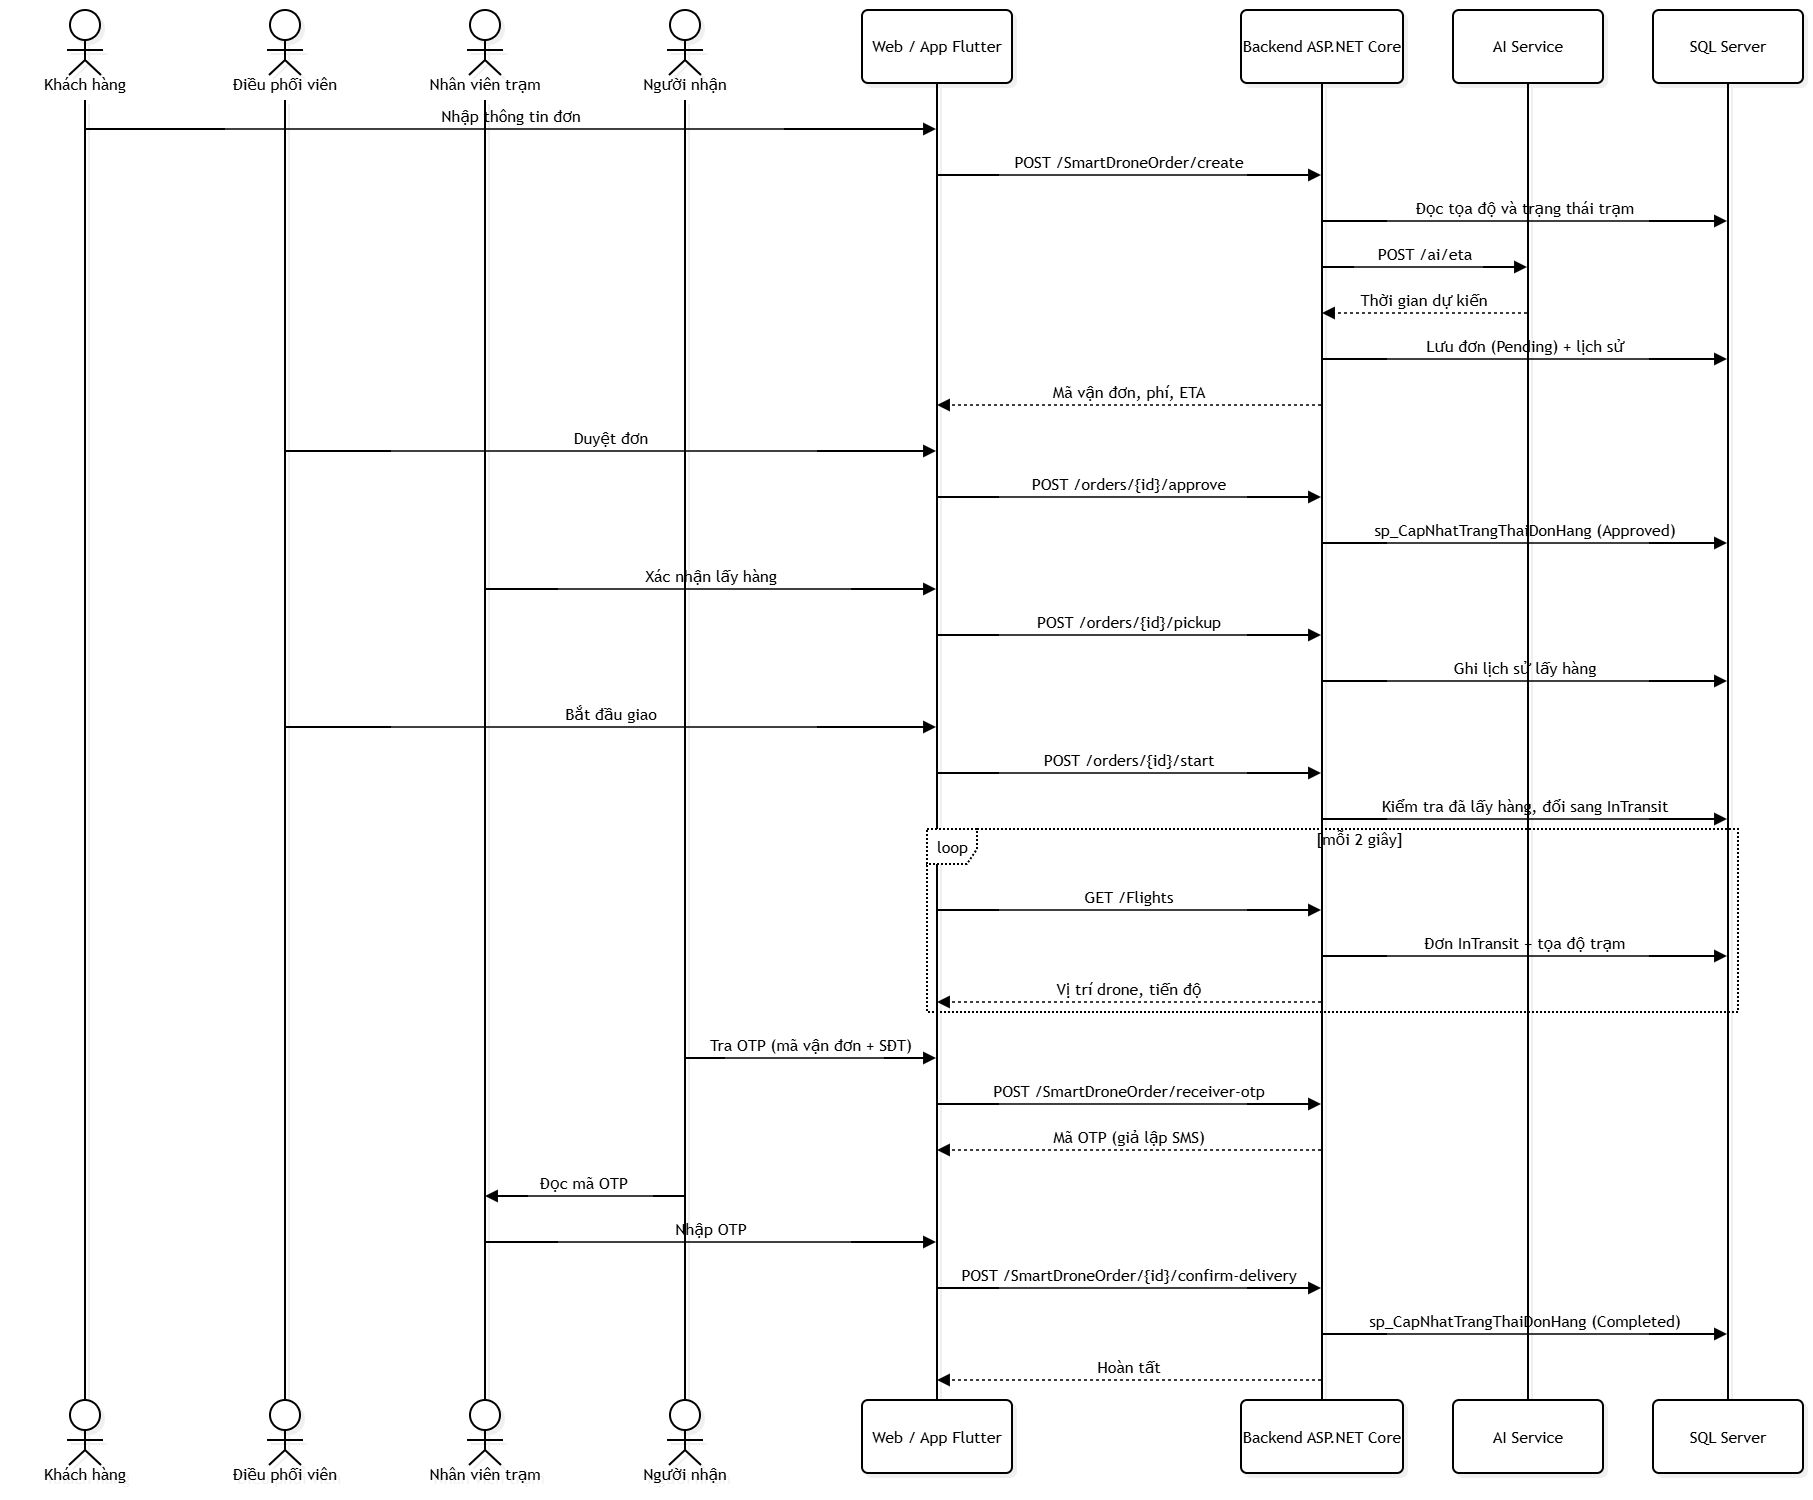 Khách hàng
Điều phối viên
Nhân viên trạm
Người nhận
Web / App Flutter
Backend ASP.NET Core
AI Service
SQL Server
Nhập thông tin đơn
POST /SmartDroneOrder/create
Đọc tọa độ và trạng thái trạm
POST /ai/eta
Thời gian dự kiến
Lưu đơn (Pending) + lịch sử
Mã vận đơn, phí, ETA
Duyệt đơn
POST /orders/{id}/approve
sp_CapNhatTrangThaiDonHang (Approved)
Xác nhận lấy hàng
POST /orders/{id}/pickup
Ghi lịch sử lấy hàng
Bắt đầu giao
POST /orders/{id}/start
Kiểm tra đã lấy hàng, đổi sang InTransit
loop
[mỗi 2 giây]
GET /Flights
Đơn InTransit + tọa độ trạm
Vị trí drone, tiến độ
Tra OTP (mã vận đơn + SĐT)
POST /SmartDroneOrder/receiver-otp
Mã OTP (giả lập SMS)
Đọc mã OTP
Nhập OTP
POST /SmartDroneOrder/{id}/confirm-delivery
sp_CapNhatTrangThaiDonHang (Completed)
Hoàn tất
Khách hàng
Điều phối viên
Nhân viên trạm
Người nhận
Web / App Flutter
Backend ASP.NET Core
AI Service
SQL Server